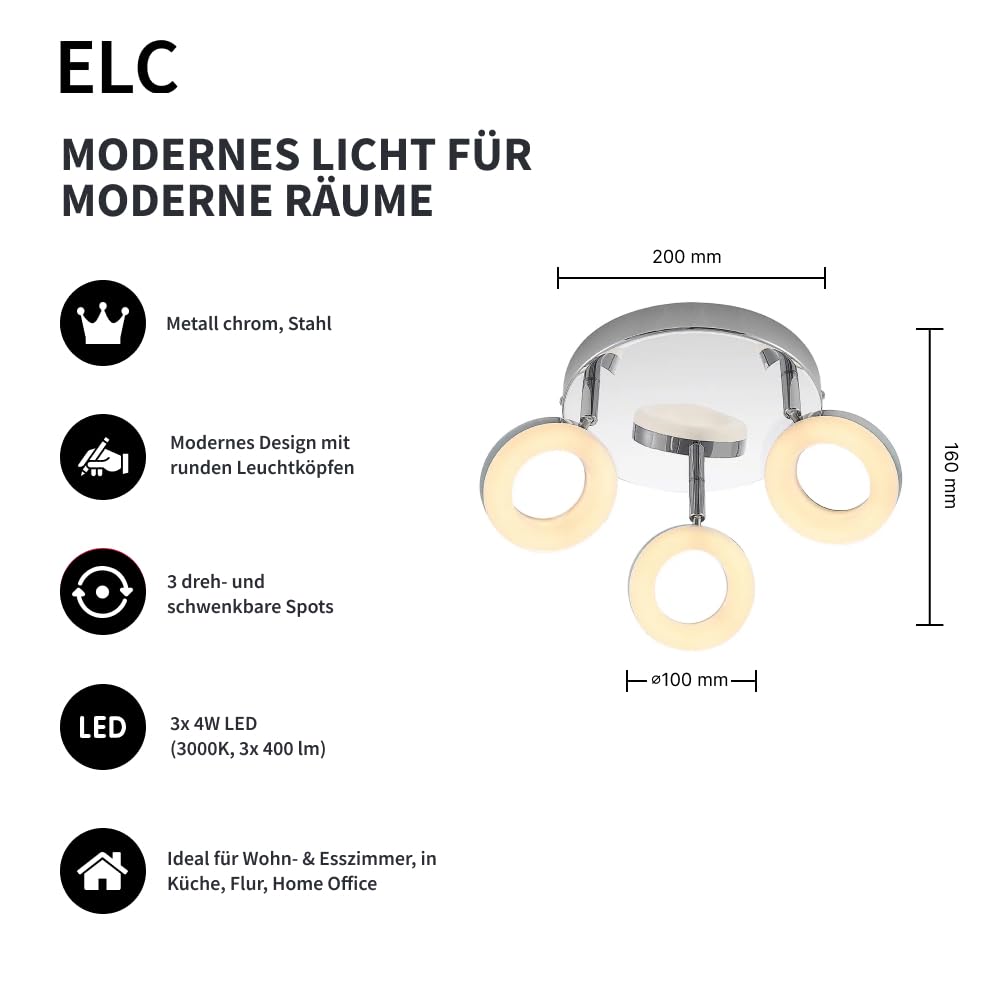 ELC
MODERNES LICHT FÜR
MODERNE RÄUME
200 mm
Metall chrom, Stahl
Modernes Design mit
runden Leuchtköpfen
160 mm
3 dreh- und
schwenkbare Spots
⌀100 mm
LED
3x 4W LED
(3000K, 3x 400 lm)
Ideal für Wohn- & Esszimmer, in
Küche, Flur, Home Office